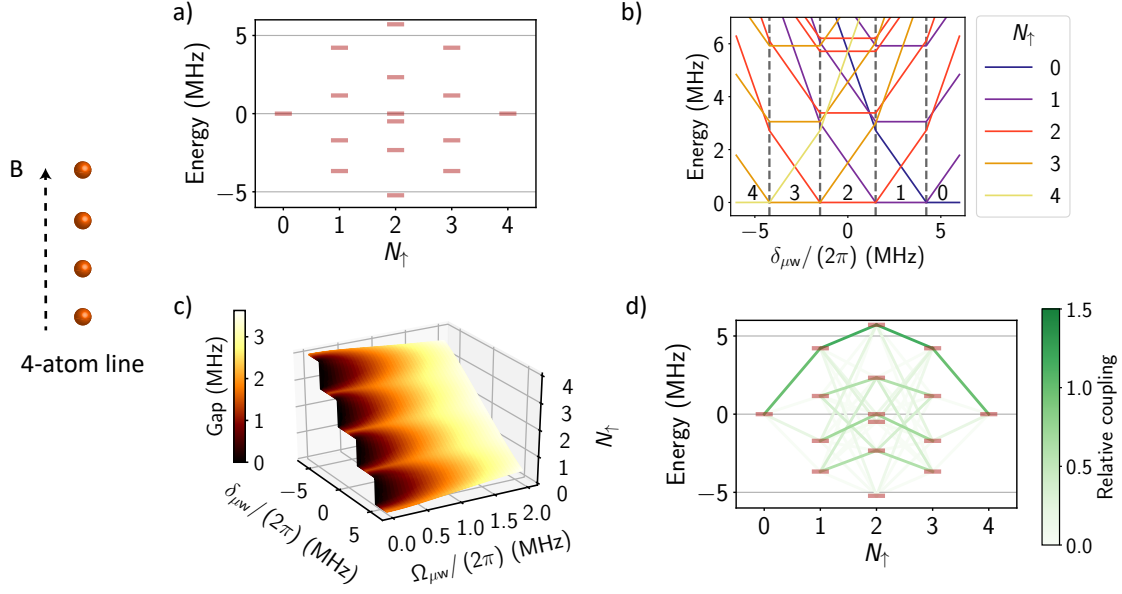 B
4-atom line
a)
Energy (MHz)
5
0
−5
0 1 2 3 4
N↑
b)
Energy (MHz)
6
4
2
0
4 3 2 1 0
−5 0 5
δμw/(2π) (MHz)
N↑
0
1
2
3
4
c)
Gap (MHz)
3
2
1
0
δμw/(2π) (MHz)
−5
0
5
0.0 0.5 1.0 1.5 2.0
Ωμw/(2π) (MHz)
4
3
2
1
0
N↑
d)
Energy (MHz)
5
0
−5
0 1 2 3 4
N↑
1.5
1.0
0.5
0.0
Relative coupling